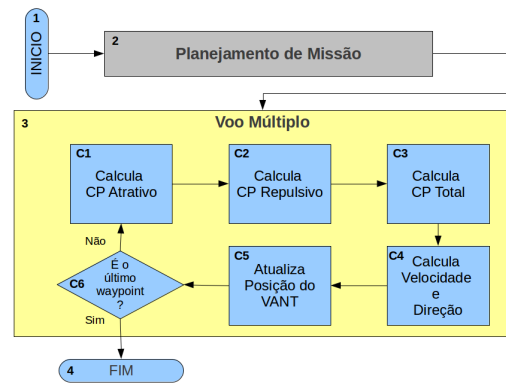 1
INICIO
2
Planejamento de Missão
3
Voo Múltiplo
C1
Calcula
CP Atrativo
C2
Calcula
CP Repulsivo
C3
Calcula
CP Total
C4
Calcula
Velocidade
e
Direção
C5
Atualiza
Posição do
VANT
C6
É o
último
waypoint
?
Não
Sim
4
FIM